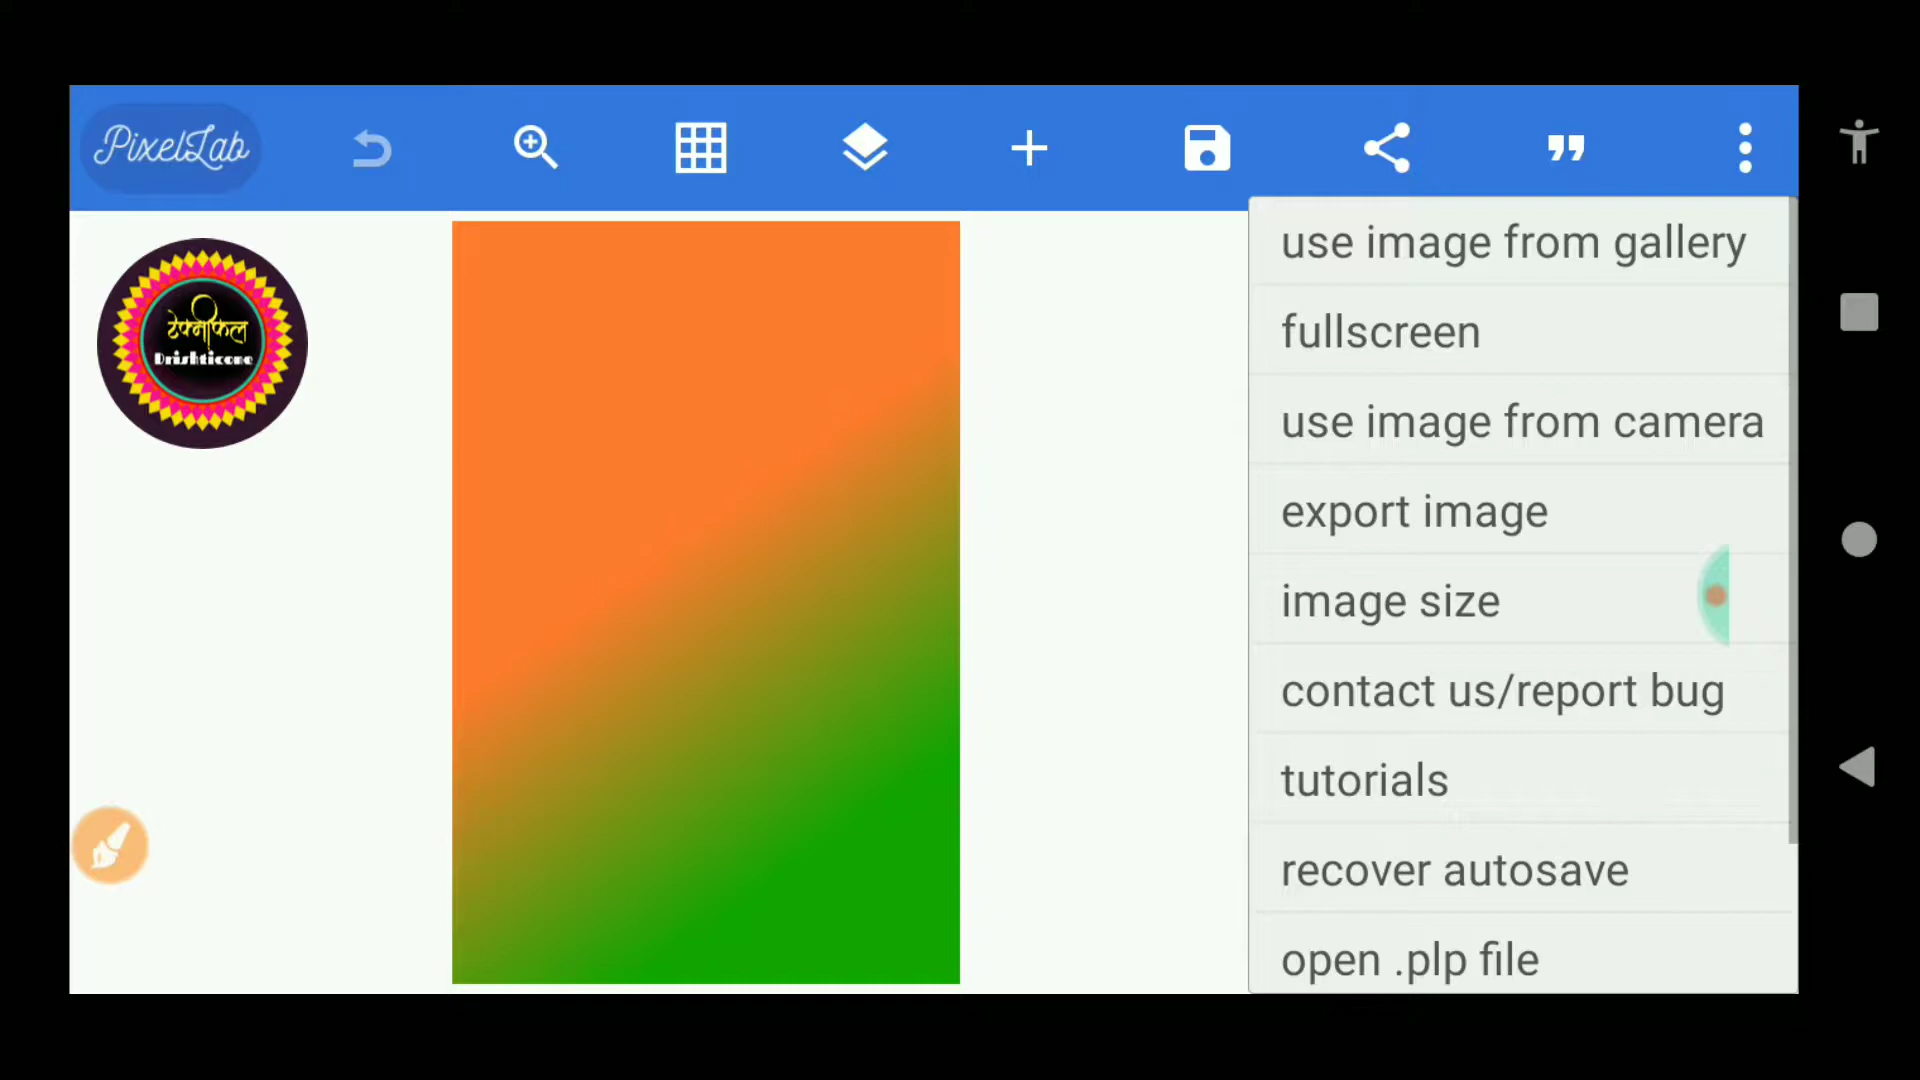 PixelLab
use image from gallery
टेक्नीकल
Drishticone
fullscreen
use image from camera
export image
image size
contact us/report bug
tutorials
recover autosave
open .plp file